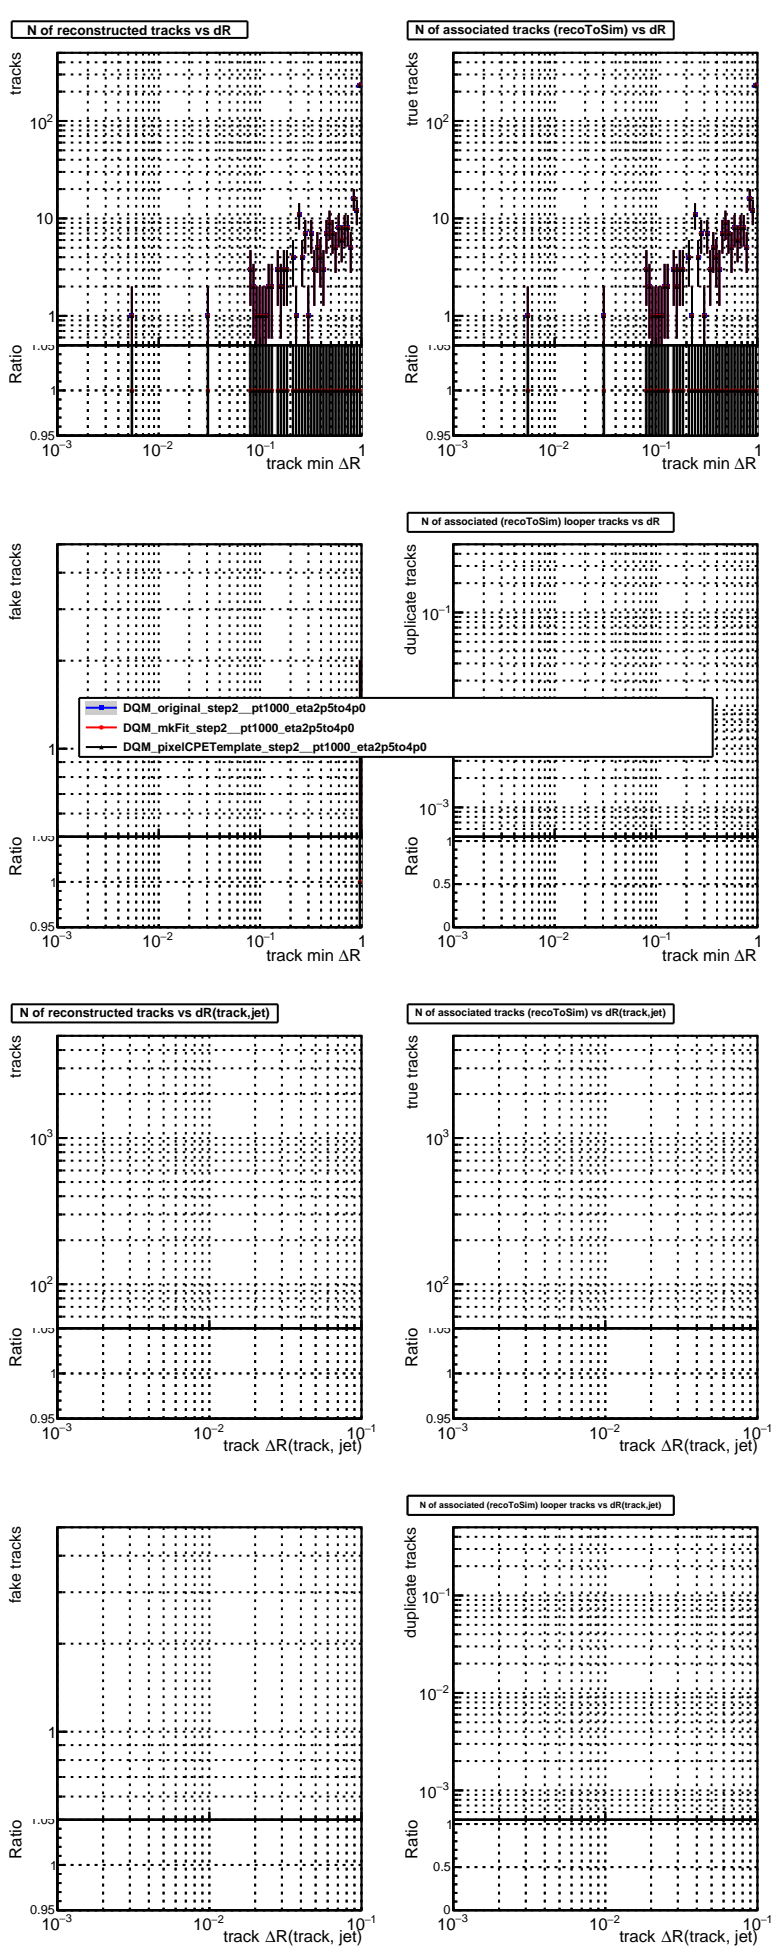 N of reconstructed tracks vs dR
tracks
10²
10
1
1.05
Ratio
1
0.95
10⁻³ 10⁻² 10⁻¹ 1
track min ΔR
N of associated tracks (recoToSim) vs dR
true tracks
10²
10
1
1.05
Ratio
1
0.95
10⁻³ 10⁻² 10⁻¹ 1
track min ΔR
fake tracks
1
1.05
Ratio
1
0.95
10⁻³ 10⁻² 10⁻¹ 1
track min ΔR
N of associated (recoToSim) looper tracks vs dR
duplicate tracks
10⁻¹
10⁻³
Ratio
1
0.5
0
10⁻³ 10⁻² 10⁻¹ 1
track min ΔR
DQM_original_step2__pt1000_eta2p5to4p0
DQM_mkFit_step2__pt1000_eta2p5to4p0
DQM_pixelCPETemplate_step2__pt1000_eta2p5to4p0
N of reconstructed tracks vs dR(track,jet)
tracks
10³
10²
1.05
Ratio
1
0.95
10⁻³ 10⁻² 10⁻¹
track ΔR(track, jet)
N of associated tracks (recoToSim) vs dR(track,jet)
true tracks
10³
10²
1.05
Ratio
1
0.95
10⁻³ 10⁻² 10⁻¹
track ΔR(track, jet)
fake tracks
1
1.05
Ratio
1
0.95
10⁻³ 10⁻² 10⁻¹
track ΔR(track, jet)
N of associated (recoToSim) looper tracks vs dR(track,jet)
duplicate tracks
10⁻¹
10⁻²
10⁻³
Ratio
1
0.5
0
10⁻³ 10⁻² 10⁻¹
track ΔR(track, jet)